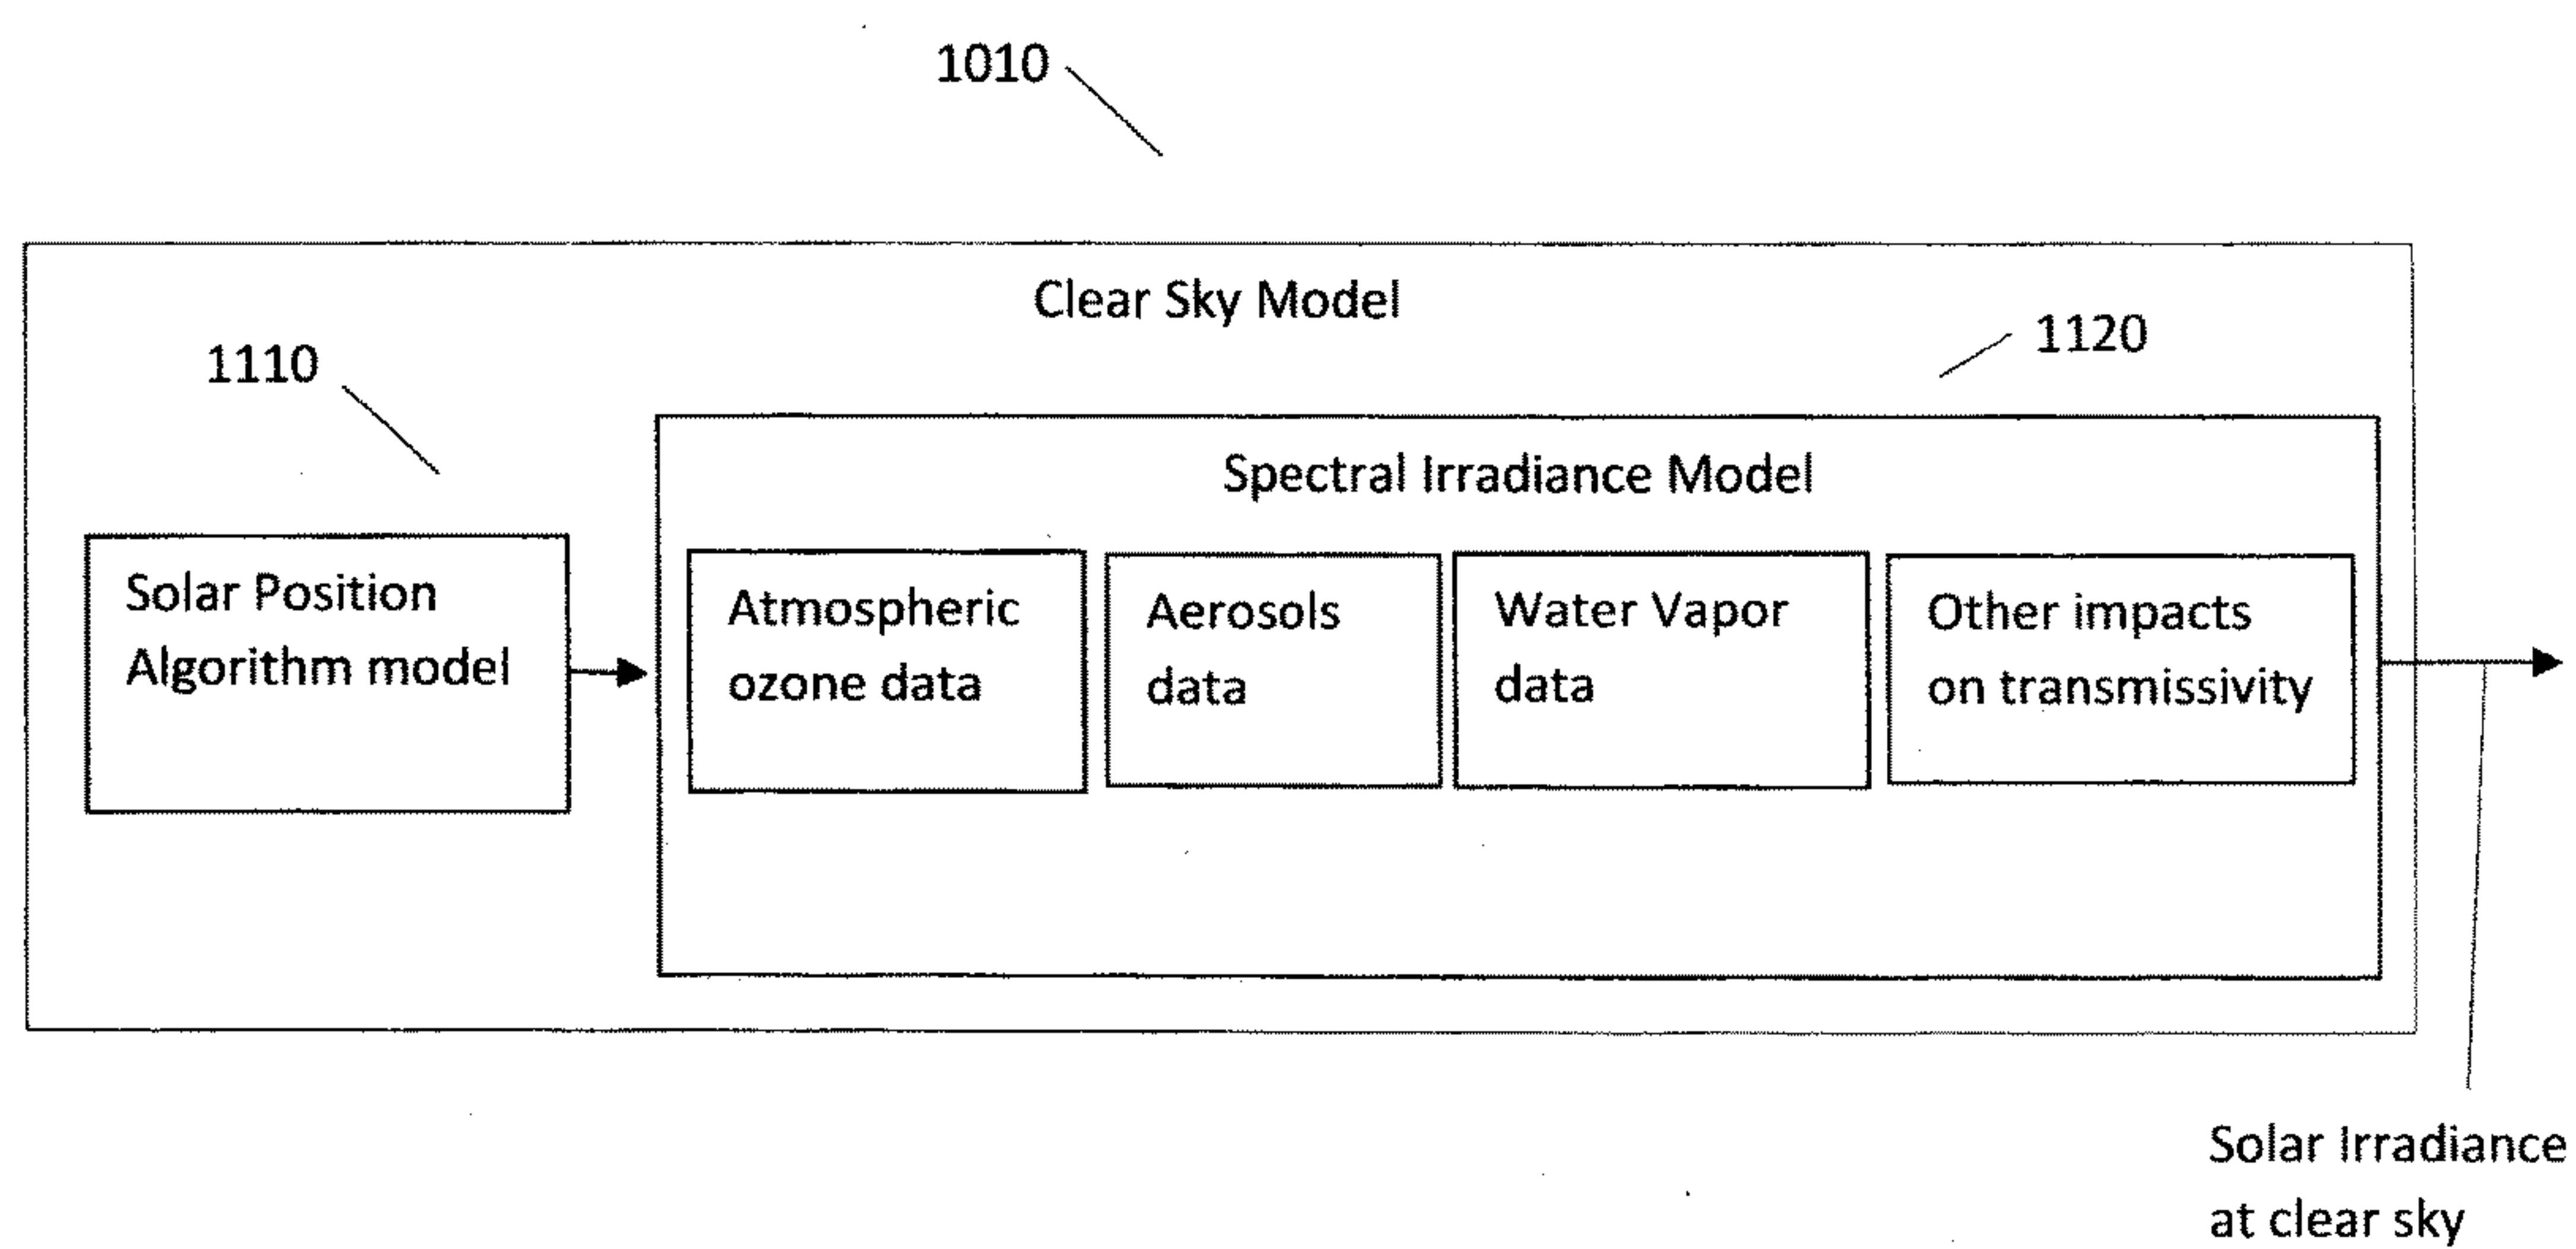 1010
Clear Sky Model
1110
1120
Spectral Irradiance Model
Solar Position
Algorithm model
Atmospheric
ozone data
Aerosols
data
Water Vapor
data
Other impacts
on transmissivity
Solar Irradiance
at clear sky